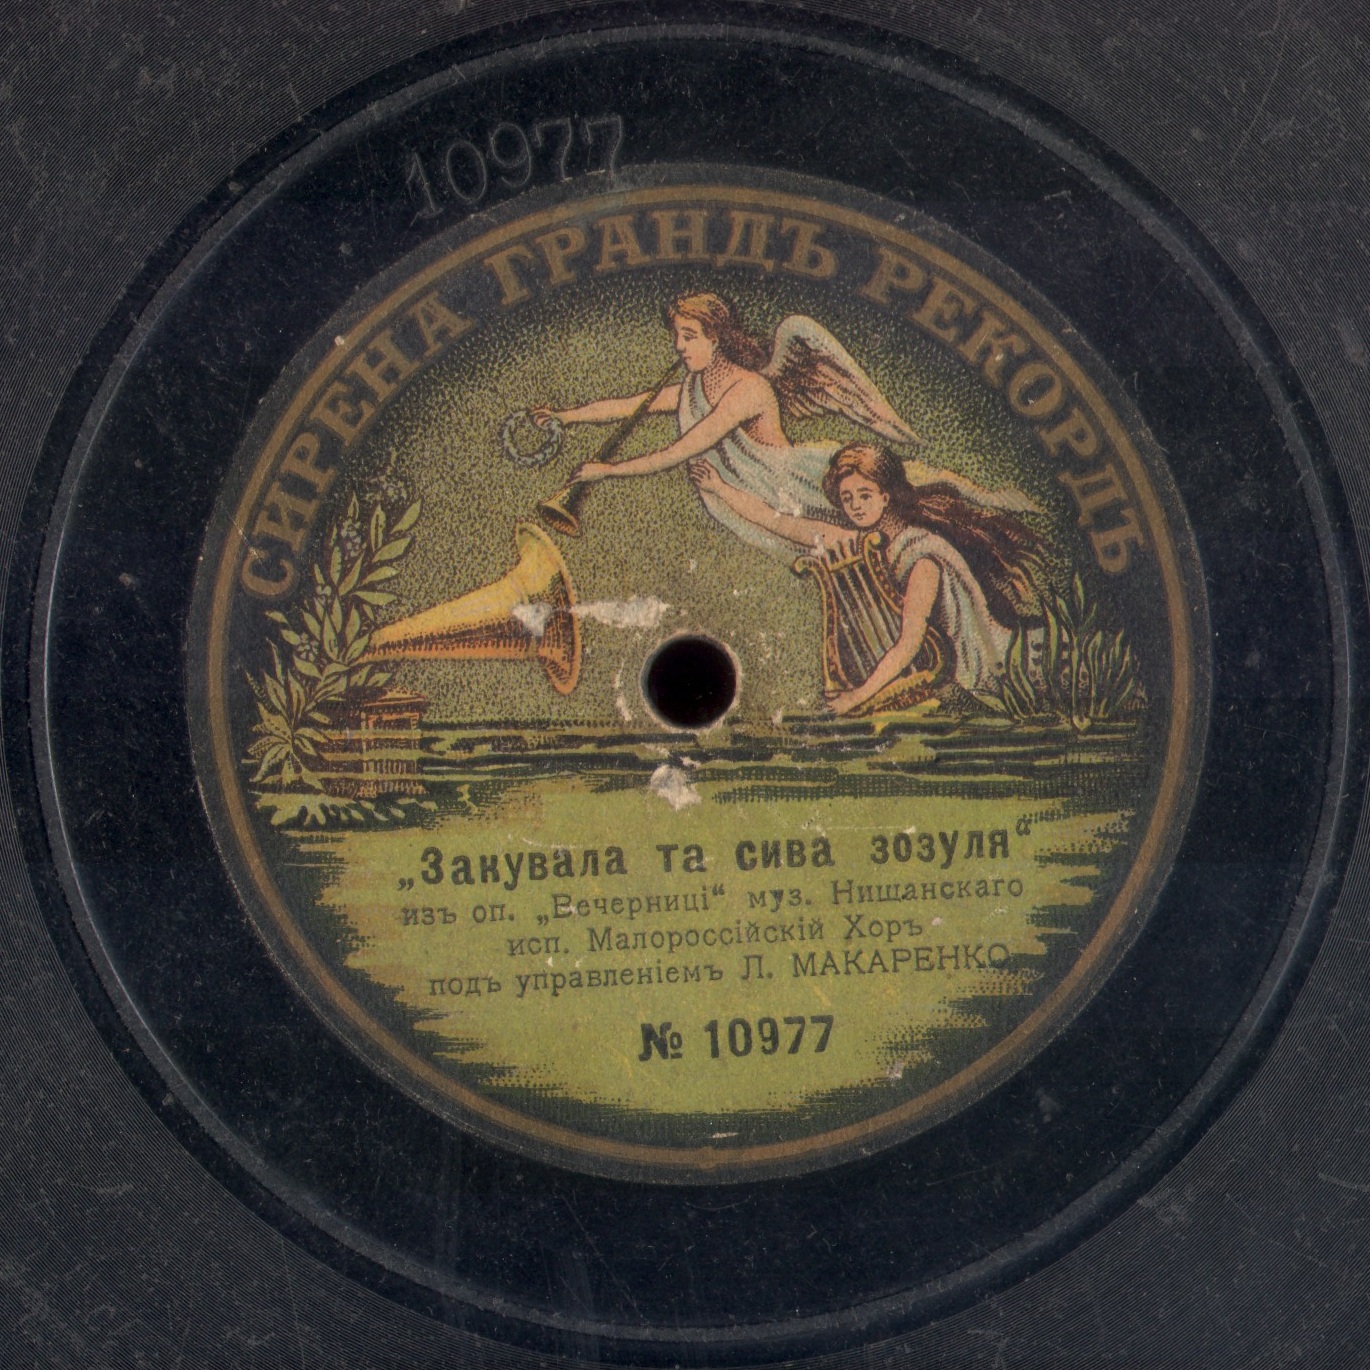 10977
СИРЕНА ГРАНДЪ РЕКОРДЪ
„Закувала та сива зозуля“
изъ оп. „Вечерниці“ муз. Нищанскаго
исп. Малороссійскій Хоръ
подъ управленіемъ Л. МАКАРЕНКО
№ 10977